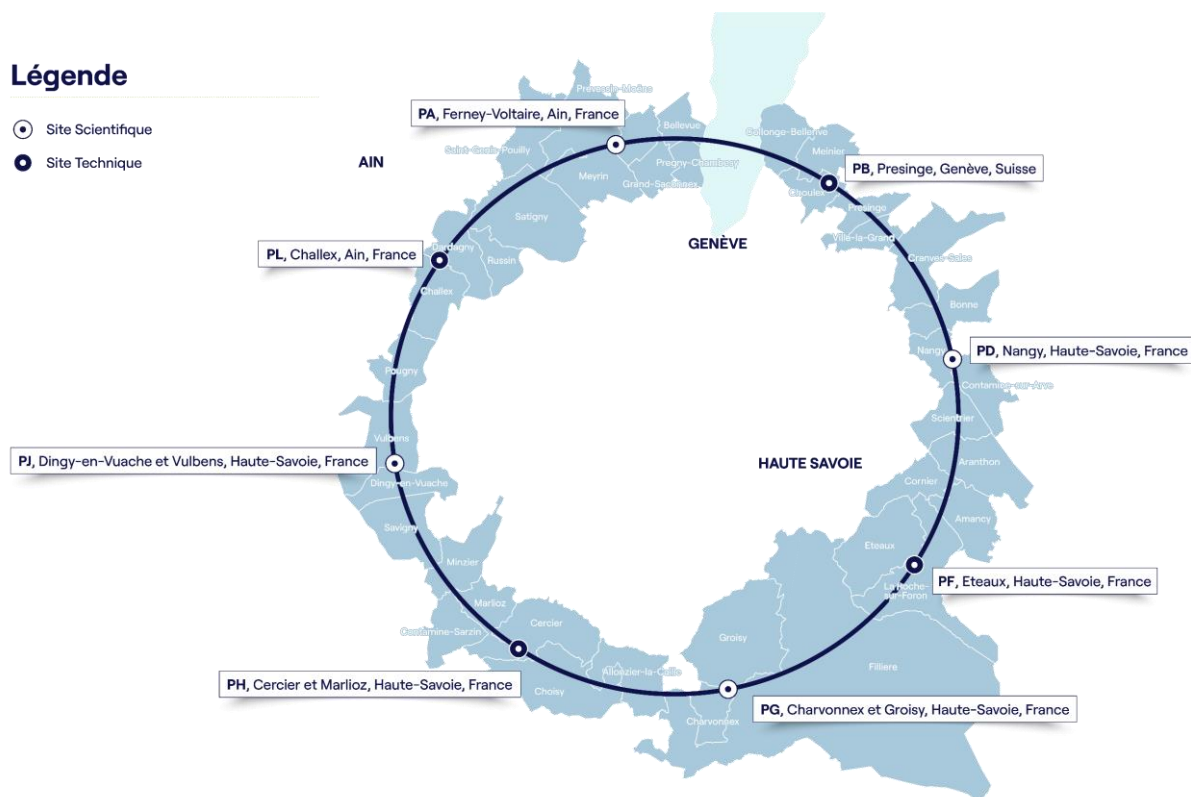 Légende
Site Scientifique
Site Technique
AIN
GENÈVE
HAUTE SAVOIE
PA, Ferney-Voltaire, Ain, France
PB, Presinge, Genève, Suisse
PL, Challex, Ain, France
PD, Nangy, Haute-Savoie, France
PJ, Dingy-en-Vuache et Vulbens, Haute-Savoie, France
PF, Eteaux, Haute-Savoie, France
PH, Cercier et Marlioz, Haute-Savoie, France
PG, Charvonnex et Groisy, Haute-Savoie, France
Prévessin-Moëns
Bellevue
Collonge-Bellerive
Saint-Genis-Pouilly
Meyrin
Pregny-Chambésy
Grand-Saconnex
Meinier
Choulex
Presinge
Ville-la-Grand
Satigny
Dardagny
Russin
Challex
Cranves-Sales
Bonne
Nangy
Contamine-sur-Arve
Pougny
Scientrier
Vulbens
Arenthon
Dingy-en-Vuache
Cornier
Amancy
Savigny
Eteaux
Minzier
La Roche-
sur-Foron
Marlioz
Cercier
Contamine-Sarzin
Groisy
Filliere
Allonzier-la-Caille
Choisy
Charvonnex